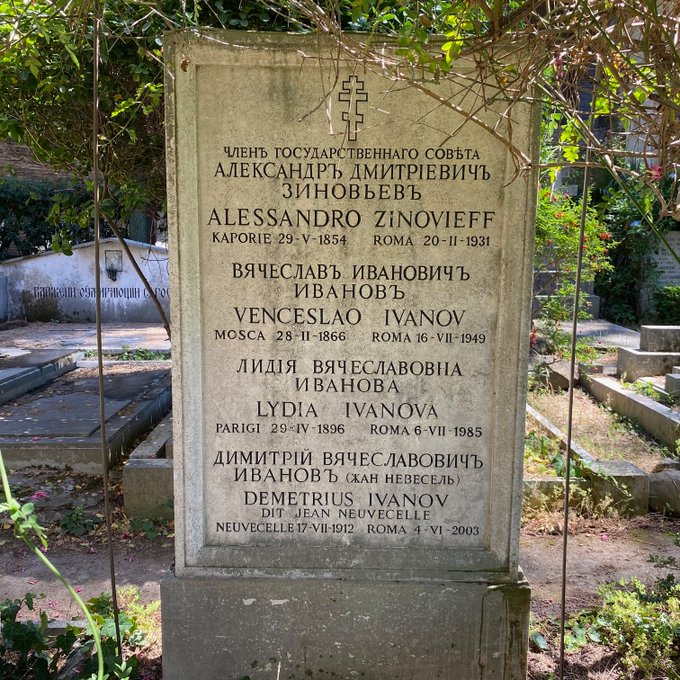 ЧЛЕНЪ ГОСУДАРСТВЕННАГО СОВѢТА
АЛЕКСАНДРЪ ДМИТРІЕВИЧЪ
ЗИНОВЬЕВЪ
ALESSANDRO ZINOVIEFF
KAPORIE 29-V-1854 ROMA 20-II-1931
ВЯЧЕСЛАВЪ ИВАНОВИЧЪ
ИВАНОВЪ
VENCESLAO IVANOV
MOSCA 28-II-1866 ROMA 16-VII-1949
ЛИДІЯ ВЯЧЕСЛАВОВНА
ИВАНОВА
LYDIA IVANOVA
PARIGI 29-IV-1896 ROMA 6-VII-1985
ДИМИТРІЙ ВЯЧЕСЛАВОВИЧЪ
ИВАНОВЪ (ЖАН НЕВЕСЕЛЬ)
DEMETRIUS IVANOV
DIT JEAN NEUVECELLE
NEUVECELLE 17-VII-1912 ROMA 4-VI-2003